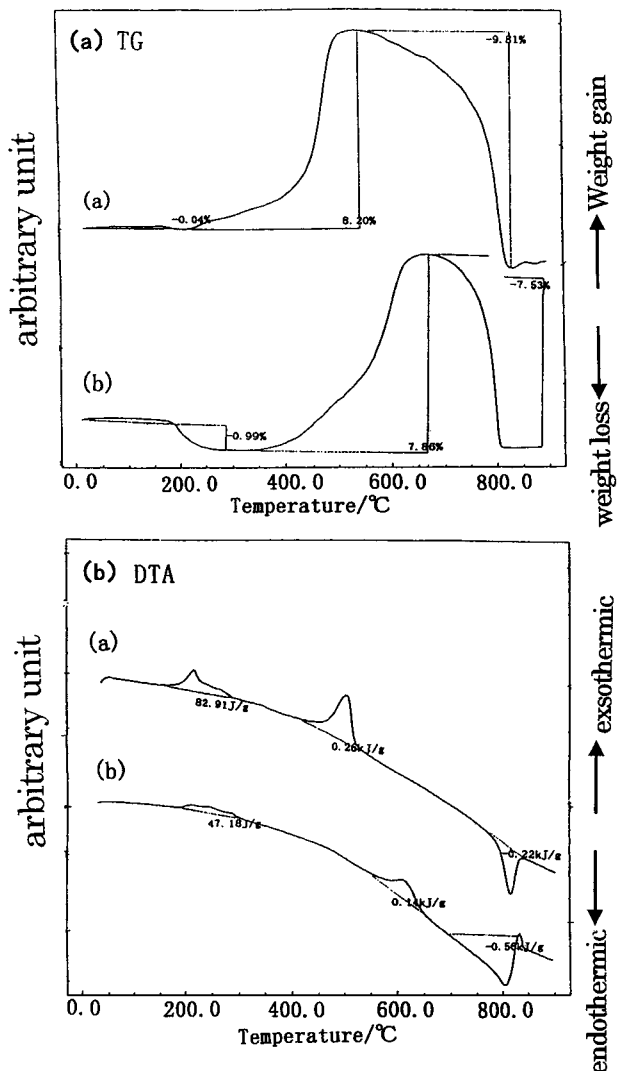 (a) TG
-9.81%
(a)
-0.04%
8.20%
-7.53%
(b)
-0.99%
7.86%
0.0 200.0 400.0 600.0 800.0
Temperature/℃
arbitrary unit
Weight gain
weight loss
(b) DTA
(a)
82.91J/g
0.26kJ/g
(b)
47.18J/g
-0.22kJ/g
0.14kJ/g
-0.56kJ/g
0.0 200.0 400.0 600.0 800.0
Temperature/℃
arbitrary unit
exsothermic
endothermic